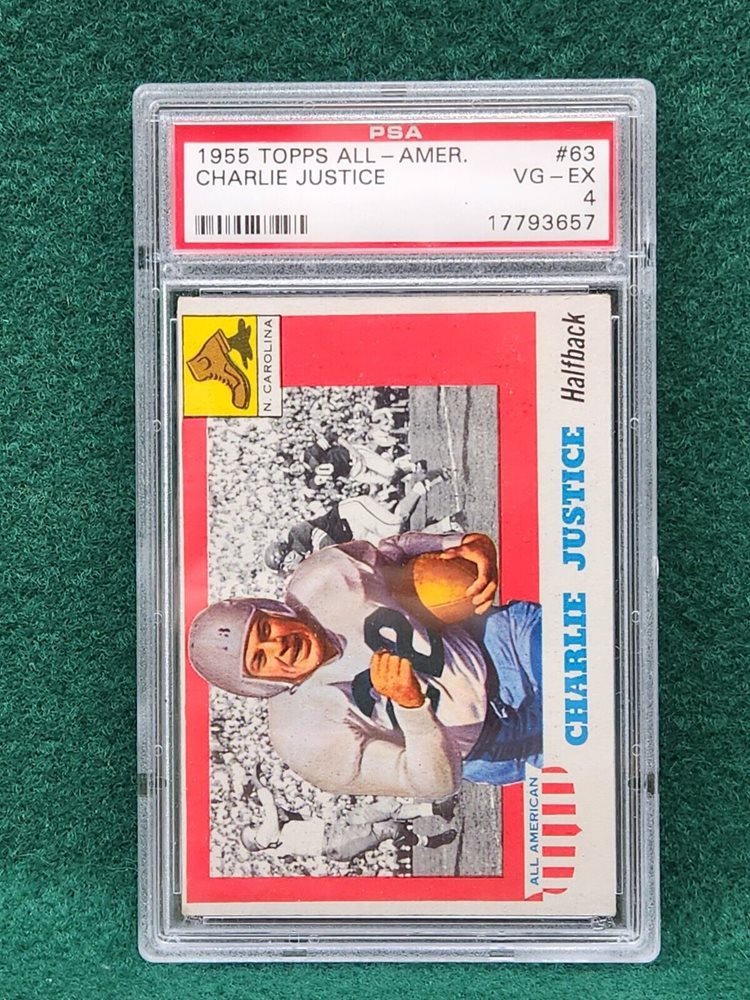 PSA
1955 TOPPS ALL-AMER. #63
CHARLIE JUSTICE VG-EX
4
17793657
N. CAROLINA
CHARLIE JUSTICE Halfback
ALL AMERICAN